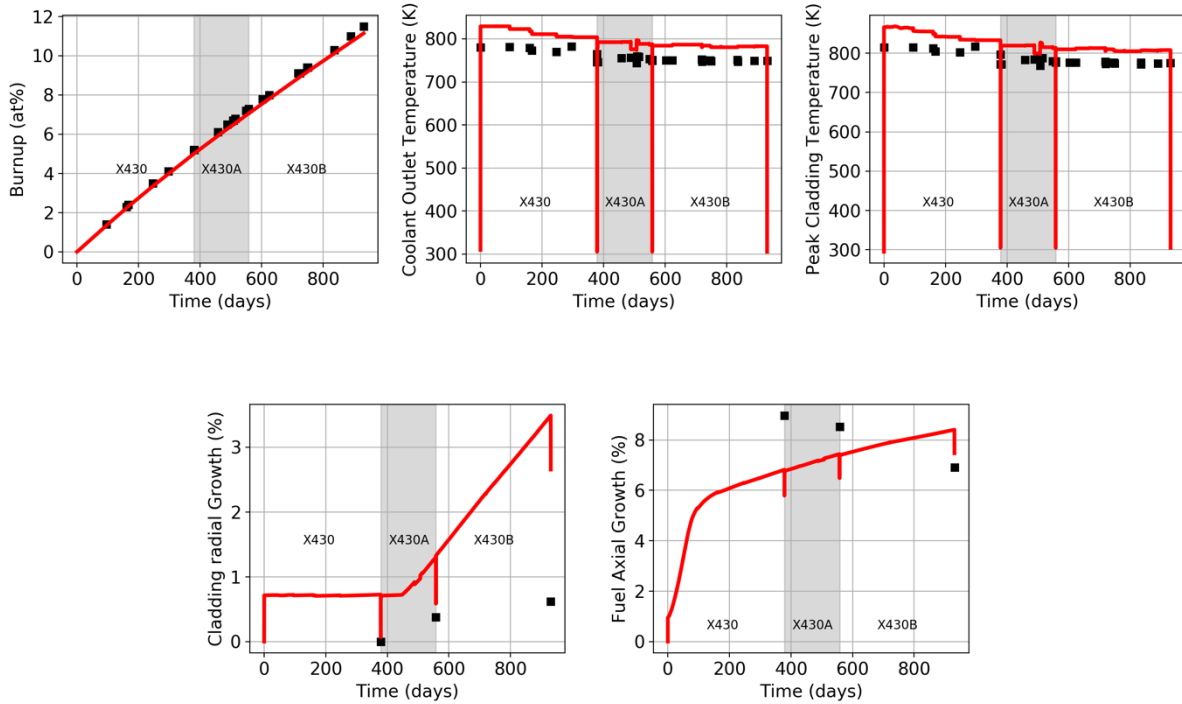 Burnup (at%)
12
10
8
6
4
2
0
X430
X430A
X430B
0
200
400
600
800
Time (days)
Coolant Outlet Temperature (K)
800
700
600
500
400
300
X430
X430A
X430B
0
200
400
600
800
Time (days)
Peak Cladding Temperature (K)
900
800
700
600
500
400
300
X430
X430A
X430B
0
200
400
600
800
Time (days)
Cladding radial Growth (%)
3
2
1
0
X430
X430A
X430B
0
200
400
600
800
Time (days)
Fuel Axial Growth (%)
8
6
4
2
0
X430
X430A
X430B
0
200
400
600
800
Time (days)